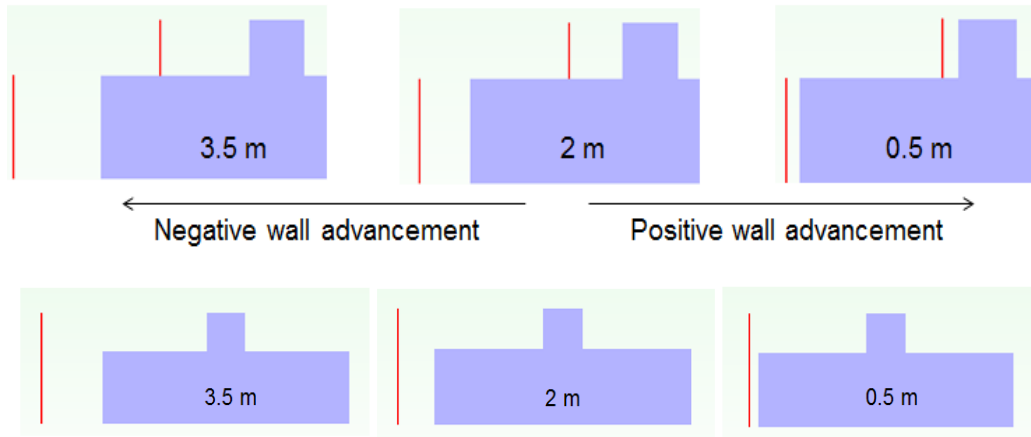 3.5 m
2 m
0.5 m
Negative wall advancement
Positive wall advancement
3.5 m
2 m
0.5 m